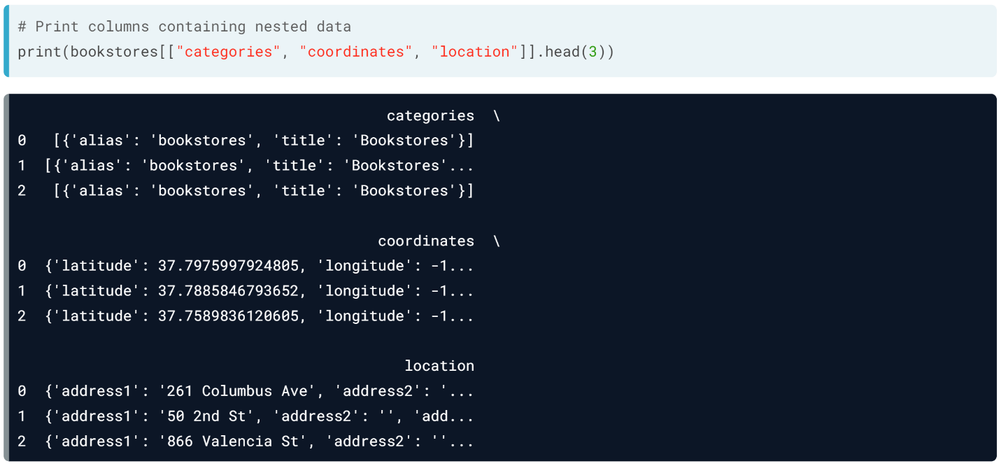 # Print columns containing nested data
print(bookstores[["categories", "coordinates", "location"]].head(3))
categories \
0 [{'alias': 'bookstores', 'title': 'Bookstores'}]
1 [{'alias': 'bookstores', 'title': 'Bookstores'...
2 [{'alias': 'bookstores', 'title': 'Bookstores'}]
coordinates \
0 {'latitude': 37.7975997924805, 'longitude': -1...
1 {'latitude': 37.7885846793652, 'longitude': -1...
2 {'latitude': 37.7589836120605, 'longitude': -1...
location
0 {'address1': '261 Columbus Ave', 'address2': '...
1 {'address1': '50 2nd St', 'address2': '', 'add...
2 {'address1': '866 Valencia St', 'address2': ''...